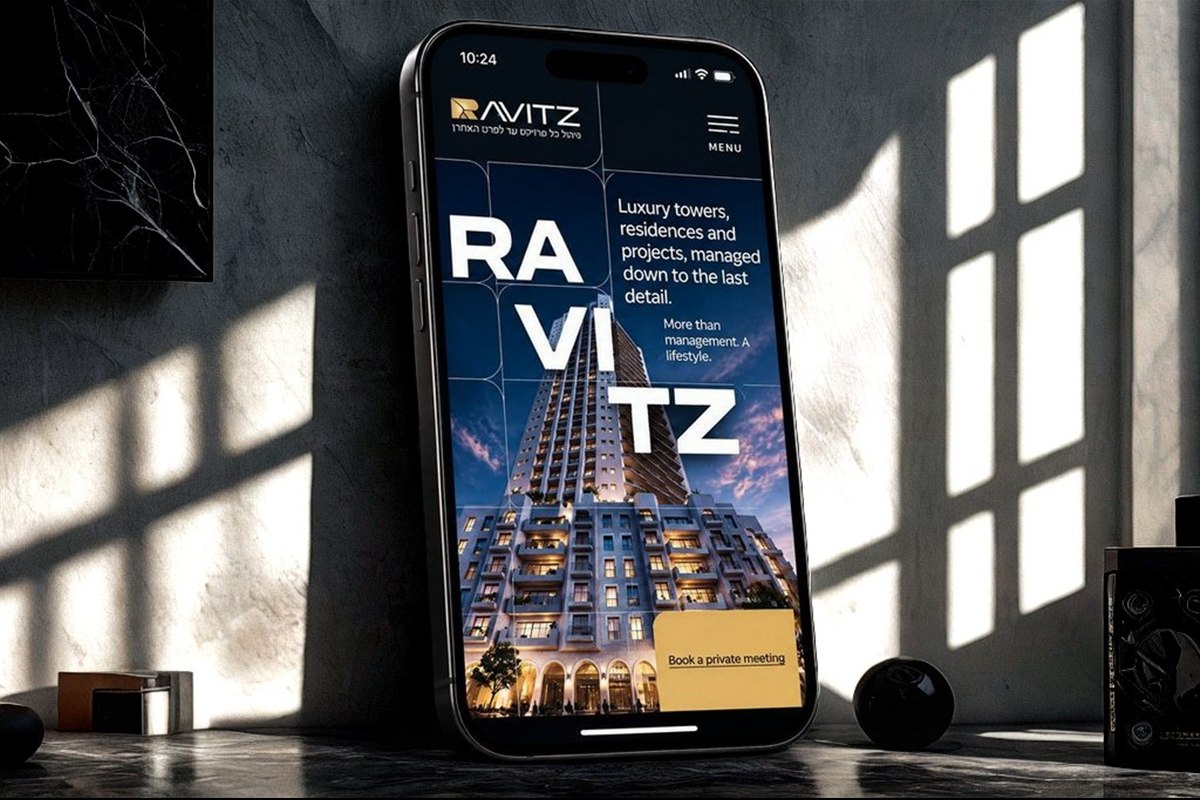 10:24
RAVITZ
ניהול כל פרויקט עד לפרט האחרון
MENU
Luxury towers,
residences and
projects, managed
down to the last
detail.
RA
VI
TZ
More than
management. A
lifestyle.
Book a private meeting